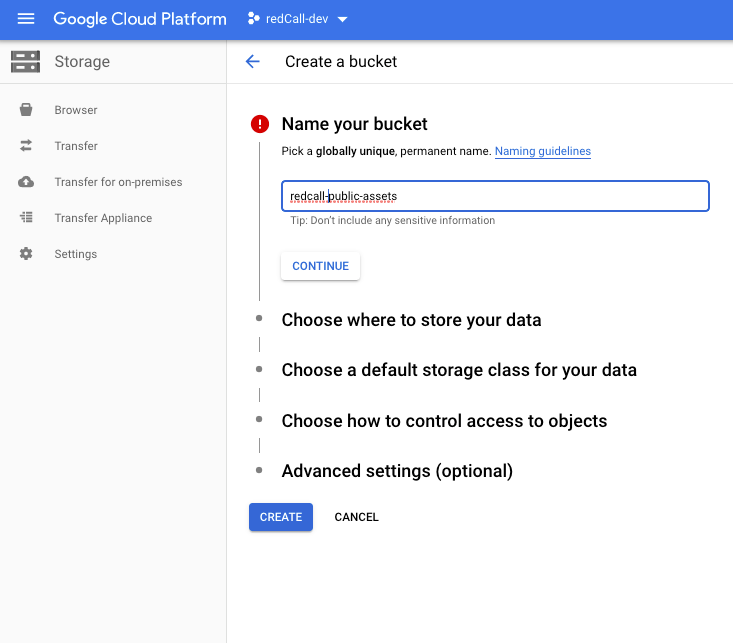 Google Cloud Platform redCall-dev
Storage
Browser
Transfer
Transfer for on-premises
Transfer Appliance
Settings
Create a bucket
Name your bucket
Pick a globally unique, permanent name. Naming guidelines
redcall-public-assets
Tip: Don't include any sensitive information
CONTINUE
Choose where to store your data
Choose a default storage class for your data
Choose how to control access to objects
Advanced settings (optional)
CREATE CANCEL